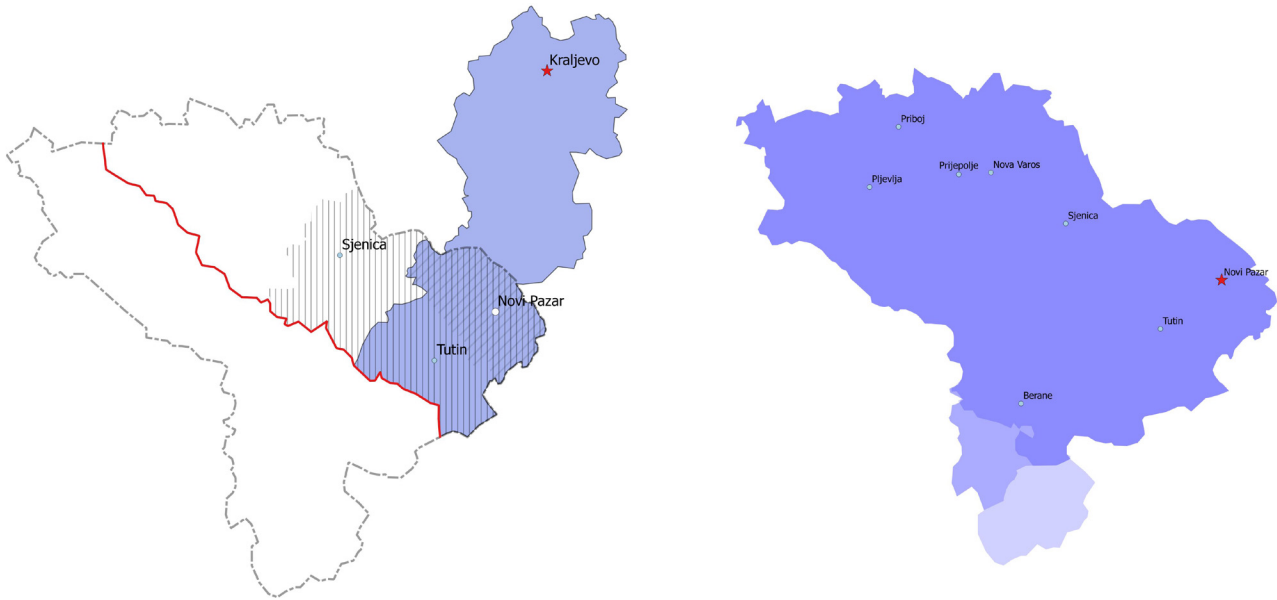 Kraljevo
Sjenica
Novi Pazar
Tutin
Priboj
Prijepolje
Nova Varos
Pljevlja
Sjenica
Novi Pazar
Tutin
Berane